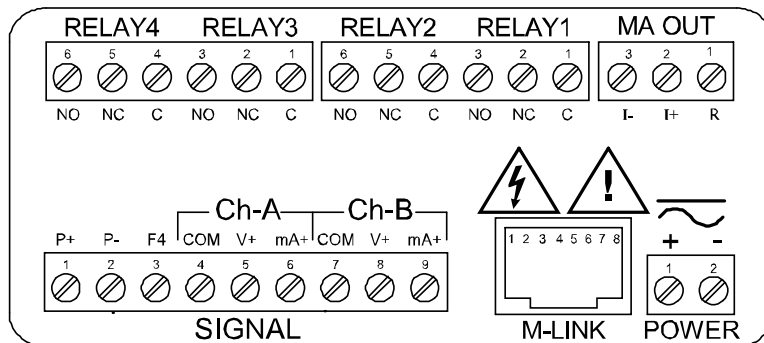 RELAY4 RELAY3 RELAY2 RELAY1 MA OUT
6 5 4 3 2 1 6 5 4 3 2 1 3 2 1
NO NC C NO NC C NO NC C NO NC C I- I+ R
Ch-A Ch-B
P+ P- F4 COM V+ mA+ COM V+ mA+
1 2 3 4 5 6 7 8 9
SIGNAL
1 2 3 4 5 6 7 8
M-LINK
+ -
1 2
POWER